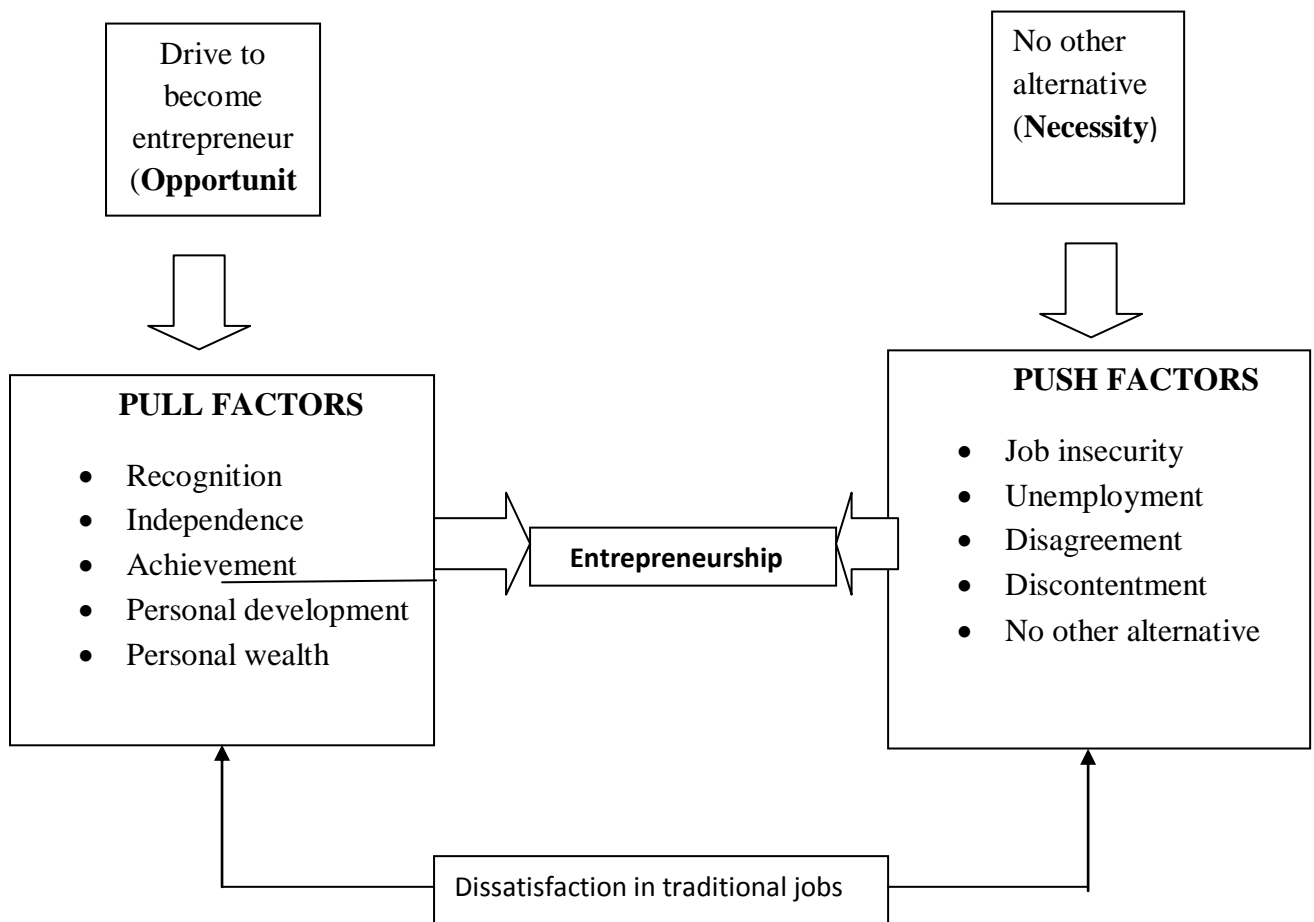 Drive to
become
entrepreneur
(Opportunit
No other
alternative
(Necessity)
PULL FACTORS
• Recognition
• Independence
• Achievement
• Personal development
• Personal wealth
Entrepreneurship
PUSH FACTORS
• Job insecurity
• Unemployment
• Disagreement
• Discontentment
• No other alternative
Dissatisfaction in traditional jobs